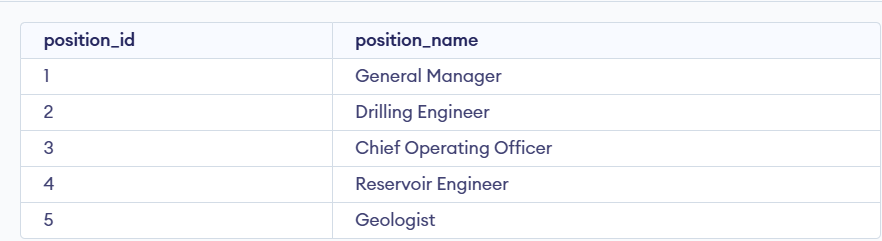 position_id position_name
1 General Manager
2 Drilling Engineer
3 Chief Operating Officer
4 Reservoir Engineer
5 Geologist